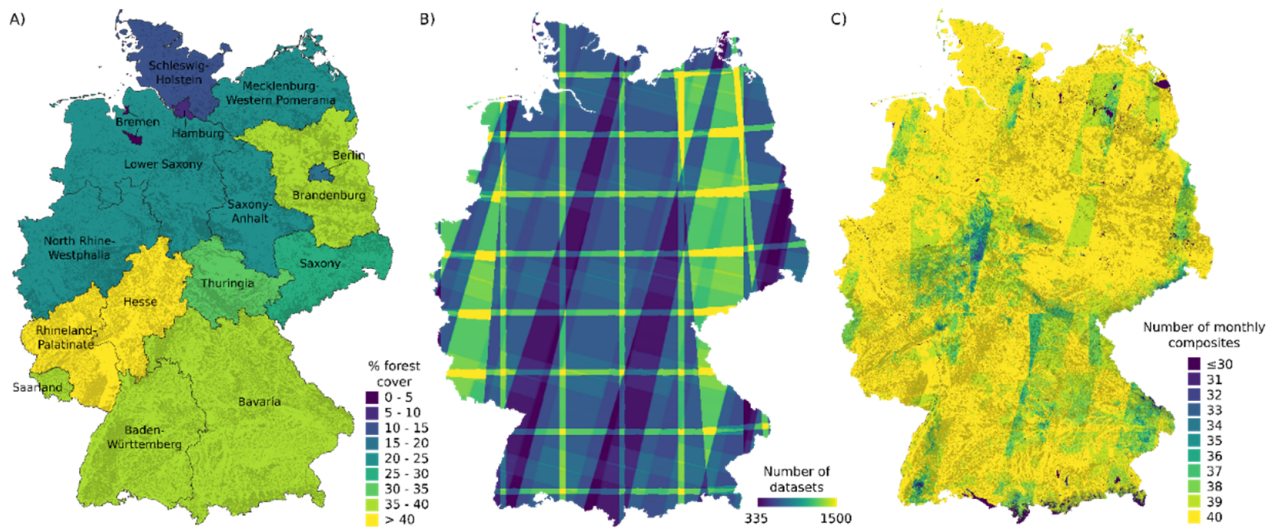 A)
Schleswig-
Holstein
Mecklenburg-
Western Pomerania
Bremen
Hamburg
Lower Saxony
Berlin
Brandenburg
Saxony-
Anhalt
North Rhine-
Westphalia
Saxony
Thuringia
Hesse
Rhineland-
Palatinate
Saarland
Bavaria
Baden-
Württemberg
% forest
cover
0 - 5
5 - 10
10 - 15
15 - 20
20 - 25
25 - 30
30 - 35
35 - 40
> 40
B)
Number of
datasets
335 1500
C)
Number of monthly
composites
≤30
31
32
33
34
35
36
37
38
39
40